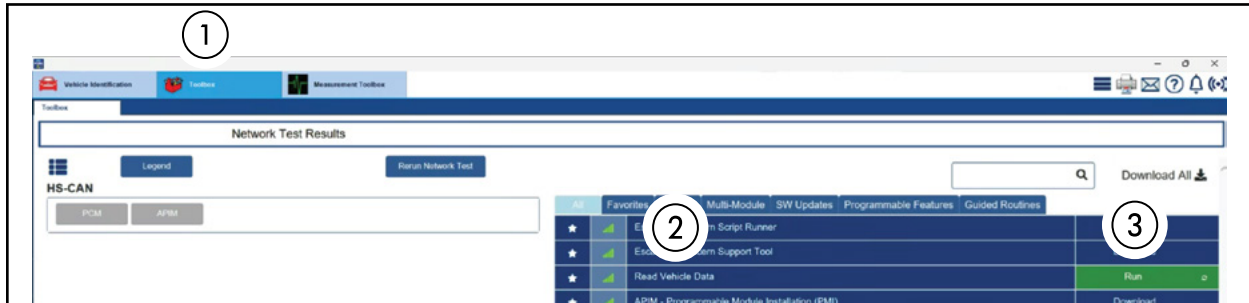 1
Vehicle Identification
Toolbox
Measurement Toolbox
Toolbox
Network Test Results
Legend
Rerun Network Test
Download All
HS-CAN
PCM
APIM
All
Favorites
Multi-Module
SW Updates
Programmable Features
Guided Routines
2
3
Script Runner
Support Tool
Read Vehicle Data
Run
APIM - Programmable Module Installation (PMI)
Download